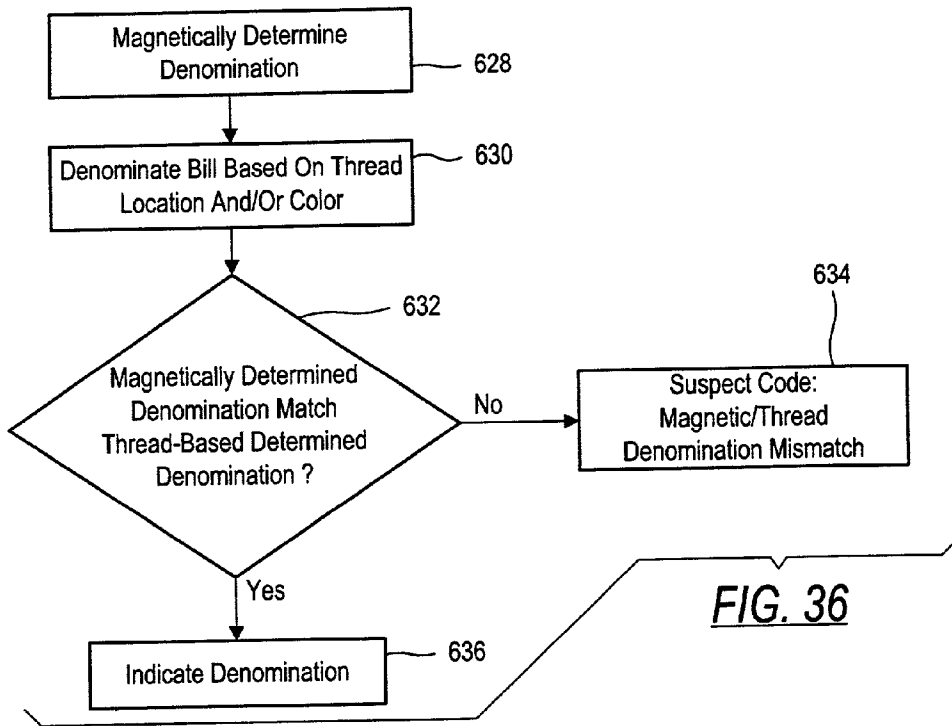 Magnetically Determine
Denomination
628
Denominate Bill Based On Thread
Location And/Or Color
630
632
Magnetically Determined
Denomination Match
Thread-Based Determined
Denomination ?
No
634
Suspect Code:
Magnetic/Thread
Denomination Mismatch
Yes
Indicate Denomination
636
FIG. 36